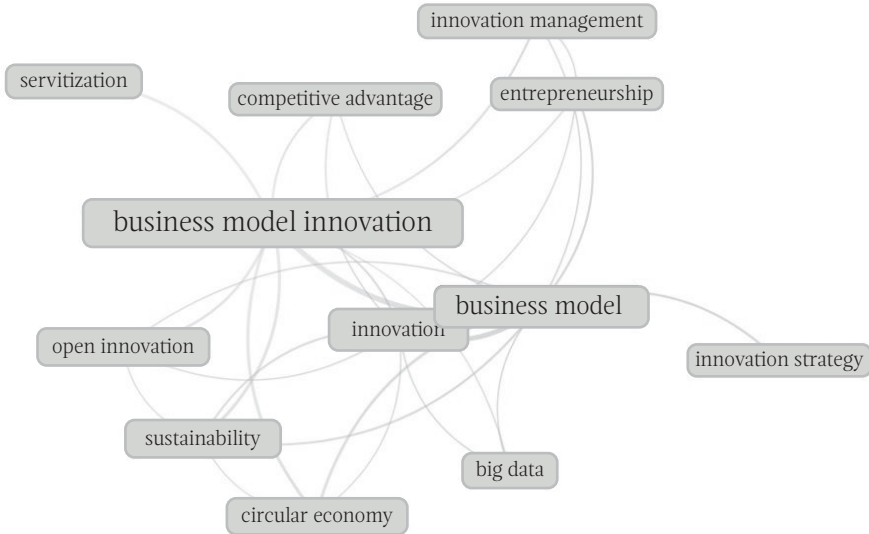 innovation management
servitization
competitive advantage
entrepreneurship
business model innovation
business model
innovation
open innovation
innovation strategy
sustainability
big data
circular economy